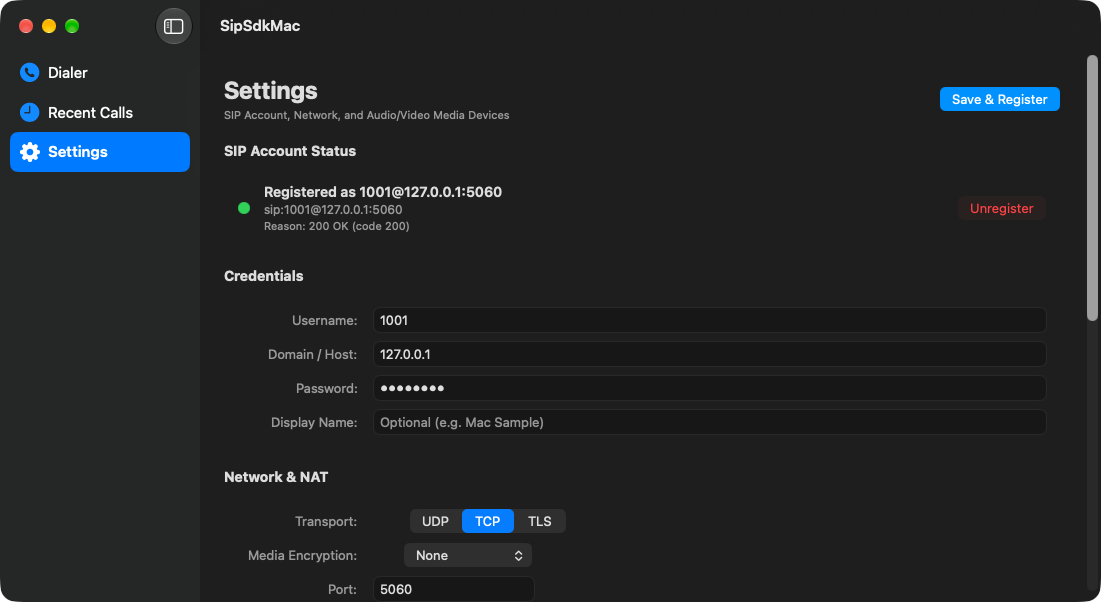 SipSdkMac
Dialer
Recent Calls
Settings
Settings
SIP Account, Network, and Audio/Video Media Devices
Save & Register
SIP Account Status
Registered as 1001@127.0.0.1:5060
sip:1001@127.0.0.1:5060
Reason: 200 OK (code 200)
Unregister
Credentials
Username: 1001
Domain / Host: 127.0.0.1
Password: ●●●●●●●●
Display Name: Optional (e.g. Mac Sample)
Network & NAT
Transport: UDP TCP TLS
Media Encryption: None
Port: 5060